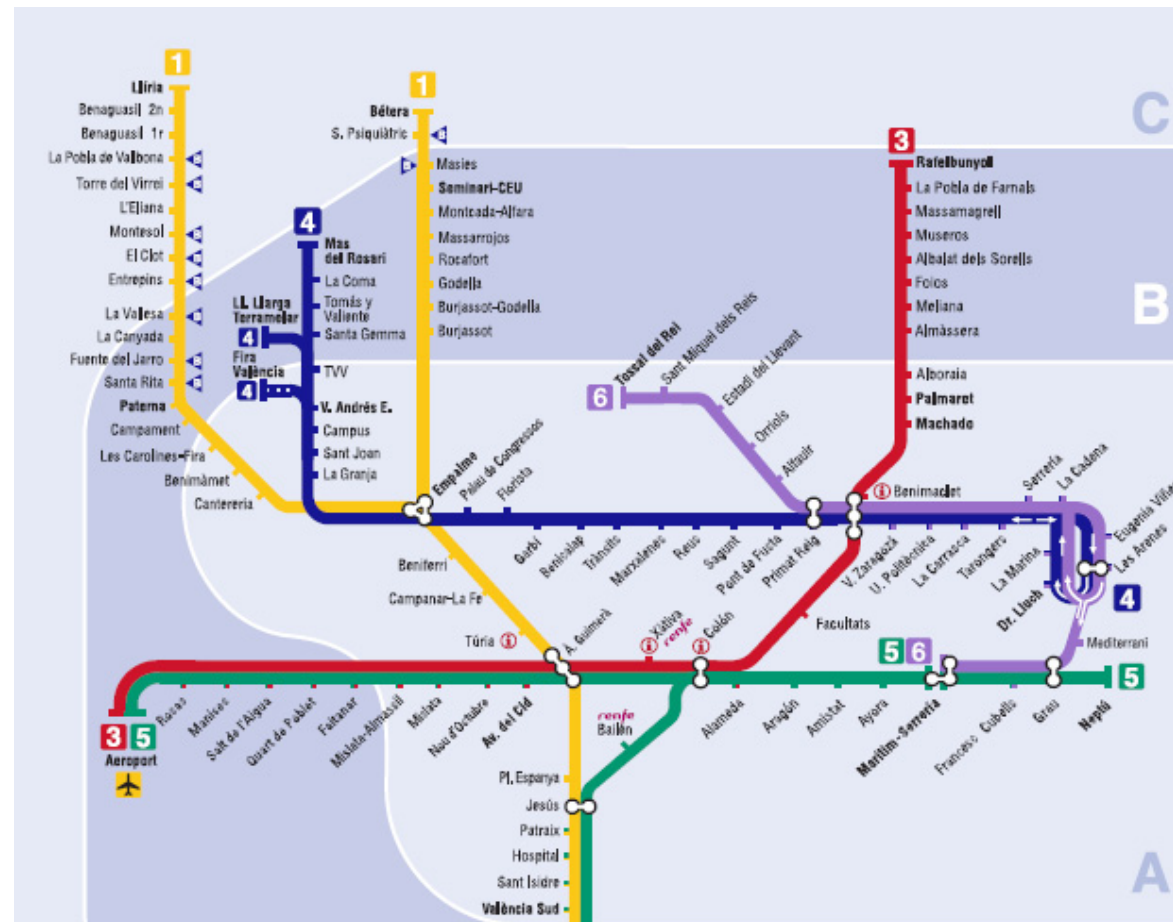 1
Llíria
Benaguasil 2n
Benaguasil 1r
La Pobla de Vallbona
Torre del Virrei
L'Eliana
Montesol
El Clot
Entrepins
La Vallesa
La Canyada
Fuente del Jarro
Santa Rita
Paterna
Campament
Les Carolines-Fira
Benimàmet
Cantereria
1
Bétera
S. Psiquiàtric
Masies
Seminari-CEU
Montcada-Alfara
Massarrojos
Rocafort
Godella
Burjassot-Godella
Burjassot
4
Mas
del Rosari
La Coma
Tomás y
Valiente
Santa Gemma
Ll. Llarga
Terramelar
4
Fira
València
4
TVV
V. Andrés E.
Campus
Sant Joan
La Granja
Empalme
Palau de Congressos
Florista
Garbí
Benicalap
Trànsits
Marxalenes
Reus
Sagunt
Pont de Fusta
Primat Reig
3
Rafelbunyol
La Pobla de Farnals
Massamagrell
Museros
Albalat dels Sorells
Foios
Meliana
Almàssera
Alboraia
Palmaret
Machado
Benimaclet
6
Tossal del Rei
Sant Miquel dels Reis
Estadi del Llevant
Orriols
Alfauir
V. Zaragozá
U. Politècnica
La Carrasca
Tarongers
Serrería
La Cadena
Eugenia Viñe
Les Arenes
La Marina
Dr. Lluch
4
Mediterrani
Beniferri
Campanar-La Fe
Túria
À. Guimerà
Xàtiva
renfe
Colón
Facultats
3 5
Aeroport
Rosas
Manises
Salt de l'Aigua
Quart de Poblet
Faitanar
Mislata-Almassil
Mislata
Nou d'Octubre
Av. del Cid
renfe
Bailén
Alameda
Aragón
Amistat
Ayora
5 6
Marítim-Serrería
Francesc Cubells
Grau
Neptú
5
Pl. Espanya
Jesús
Patraix
Hospital
Sant Isidre
València Sud
C
B
A